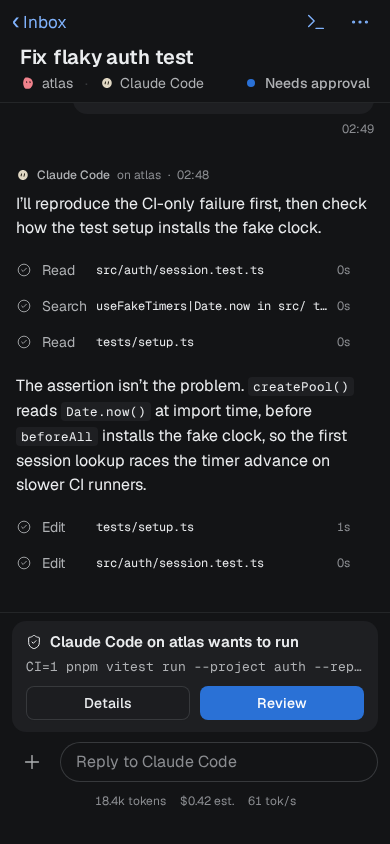 Inbox
Fix flaky auth test
atlas · Claude Code Needs approval
02:49
Claude Code on atlas · 02:48
I’ll reproduce the CI-only failure first, then check
how the test setup installs the fake clock.
Read src/auth/session.test.ts 0s
Search useFakeTimers|Date.now in src/ t… 0s
Read tests/setup.ts 0s
The assertion isn’t the problem. createPool()
reads Date.now() at import time, before
beforeAll installs the fake clock, so the first
session lookup races the timer advance on
slower CI runners.
Edit tests/setup.ts 1s
Edit src/auth/session.test.ts 0s
Claude Code on atlas wants to run
CI=1 pnpm vitest run --project auth --rep…
Details Review
Reply to Claude Code
18.4k tokens $0.42 est. 61 tok/s